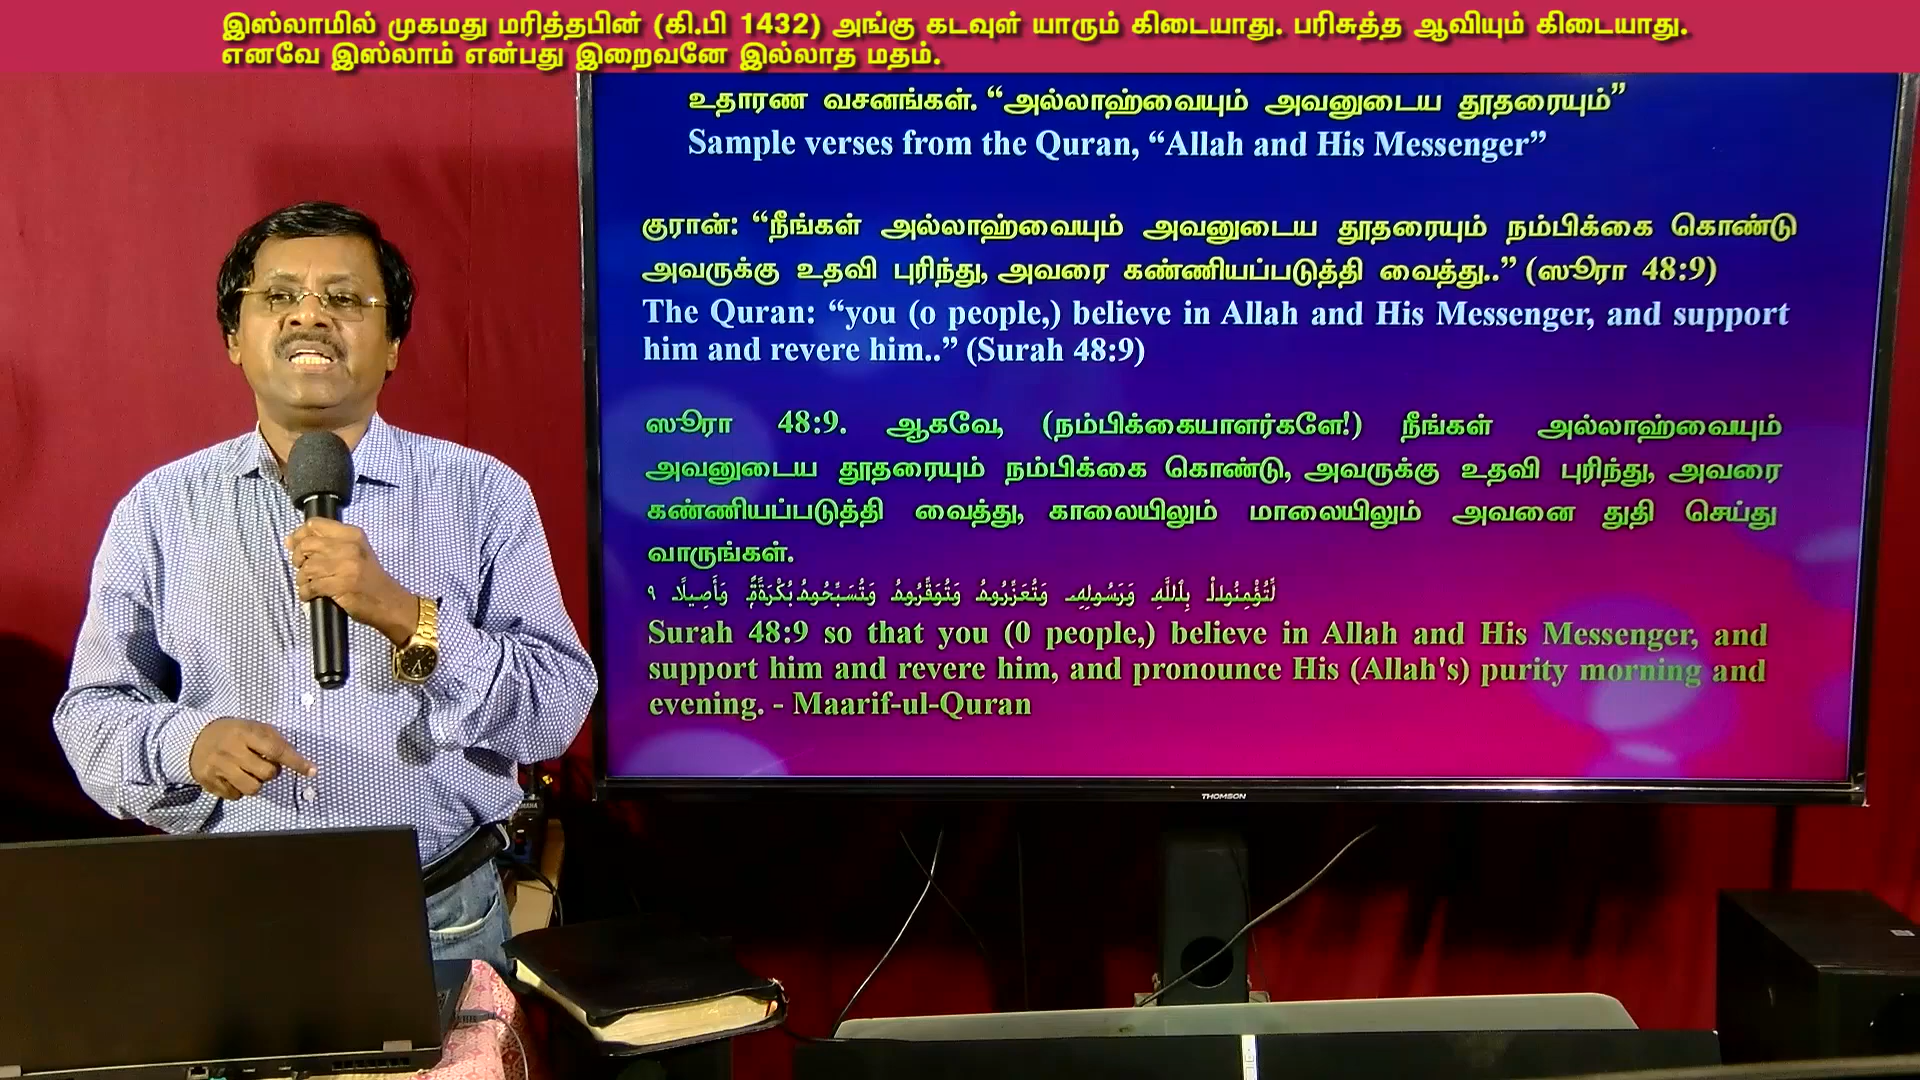 இஸ்லாமில் முகமது மரித்தபின் (கி.பி 1432) அங்கு கடவுள் யாரும் கிடையாது. பரிசுத்த ஆவியும் கிடையாது.
எனவே இஸ்லாம் என்பது இறைவனே இல்லாத மதம்.
உதாரண வசனங்கள். “அல்லாஹ்வையும் அவனுடைய தூதரையும்”
Sample verses from the Quran, “Allah and His Messenger”
குரான்: “நீங்கள் அல்லாஹ்வையும் அவனுடைய தூதரையும் நம்பிக்கை கொண்டு
அவருக்கு உதவி புரிந்து, அவரை கண்ணியப்படுத்தி வைத்து..” (ஸூரா 48:9)
The Quran: “you (o people,) believe in Allah and His Messenger, and support
him and revere him..” (Surah 48:9)
ஸூரா 48:9. ஆகவே, (நம்பிக்கையாளர்களே!) நீங்கள் அல்லாஹ்வையும்
அவனுடைய தூதரையும் நம்பிக்கை கொண்டு, அவருக்கு உதவி புரிந்து, அவரை
கண்ணியப்படுத்தி வைத்து, காலையிலும் மாலையிலும் அவனை துதி செய்து
வாருங்கள்.
لِّتُؤْمِنُوا۟ بِٱللَّهِ وَرَسُولِهِۦ وَتُعَزِّرُوهُ وَتُوَقِّرُوهُ وَتُسَبِّحُوهُ بُكْرَةًۭ وَأَصِيلًا ٩
Surah 48:9 so that you (0 people,) believe in Allah and His Messenger, and
support him and revere him, and pronounce His (Allah's) purity morning and
evening. - Maarif-ul-Quran
THOMSON